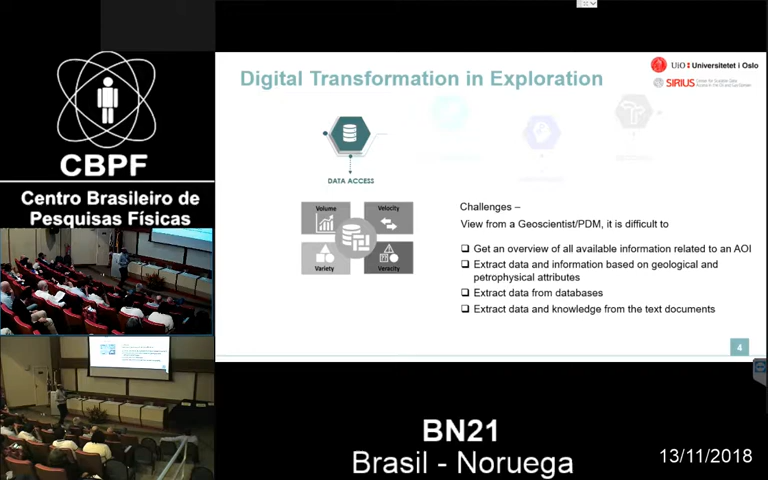 CBPF
Centro Brasileiro de
Pesquisas Físicas
Digital Transformation in Exploration
UiO Universitetet i Oslo
SIRIUS
DATA ACCESS
Volume
Velocity
Variety
Veracity
Challenges –
View from a Geoscientist/PDM, it is difficult to
Get an overview of all available information related to an AOI
Extract data and information based on geological and
petrophysical attributes
Extract data from databases
Extract data and knowledge from the text documents
4
BN21
Brasil - Noruega
13/11/2018